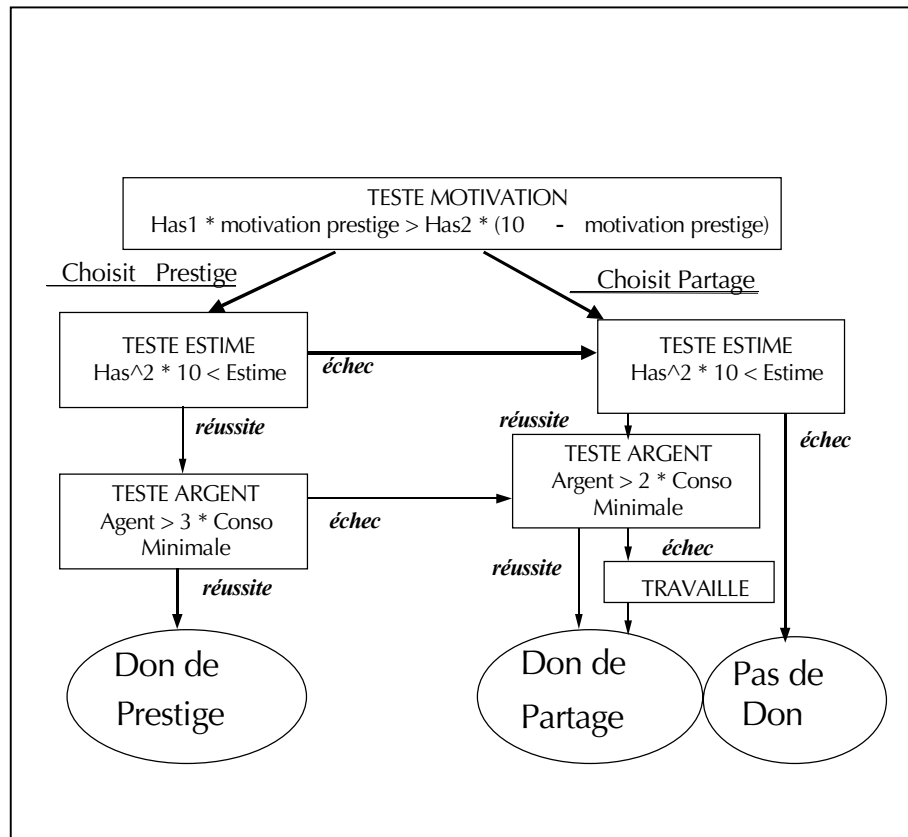 TESTE MOTIVATION
Has1 * motivation prestige > Has2 * (10 - motivation prestige)
Choisit Prestige
Choisit Partage
TESTE ESTIME
Has^2 * 10 < Estime
échec
TESTE ESTIME
Has^2 * 10 < Estime
réussite
réussite
échec
TESTE ARGENT
Agent > 3 * Conso
Minimale
échec
TESTE ARGENT
Argent > 2 * Conso
Minimale
réussite
réussite
échec
TRAVAILLE
Don de
Prestige
Don de
Partage
Pas de
Don